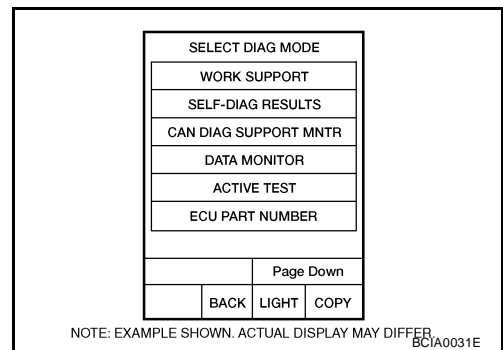 SELECT DIAG MODE
WORK SUPPORT
SELF-DIAG RESULTS
CAN DIAG SUPPORT MNTR
DATA MONITOR
ACTIVE TEST
ECU PART NUMBER
Page Down
BACK LIGHT COPY
NOTE: EXAMPLE SHOWN. ACTUAL DISPLAY MAY DIFFER.
BCIA0031E